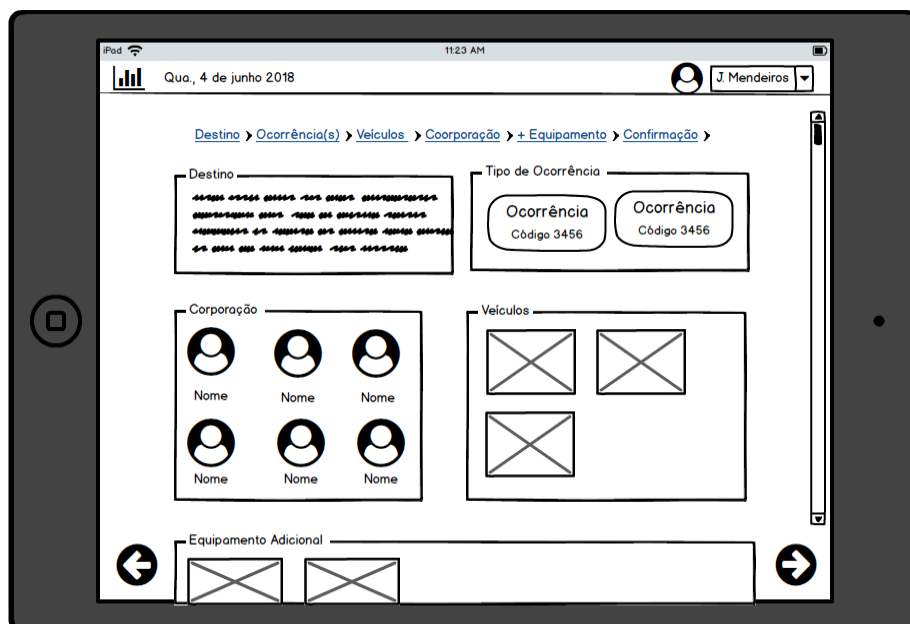 iPad
11:23 AM
Qua., 4 de junho 2018
J. Mendeiros
Destino Ocorrência(s) Veículos Coorporação + Equipamento Confirmação
Destino
Tipo de Ocorrência
Ocorrência
Código 3456
Ocorrência
Código 3456
Corporação
Nome Nome Nome
Nome Nome Nome
Veículos
Equipamento Adicional